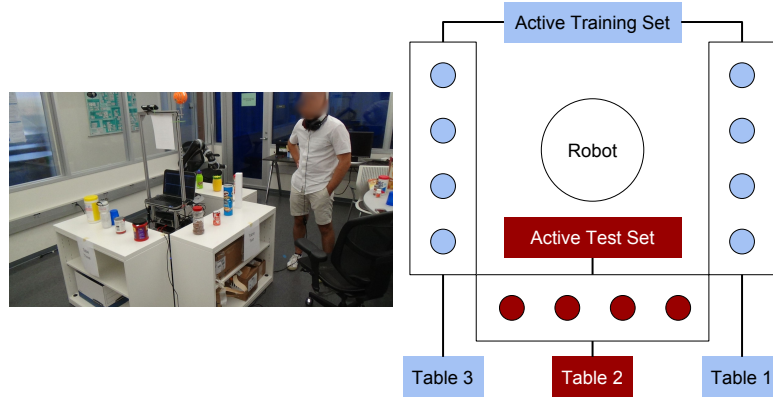 Active Training Set
Robot
Active Test Set
Table 3
Table 2
Table 1